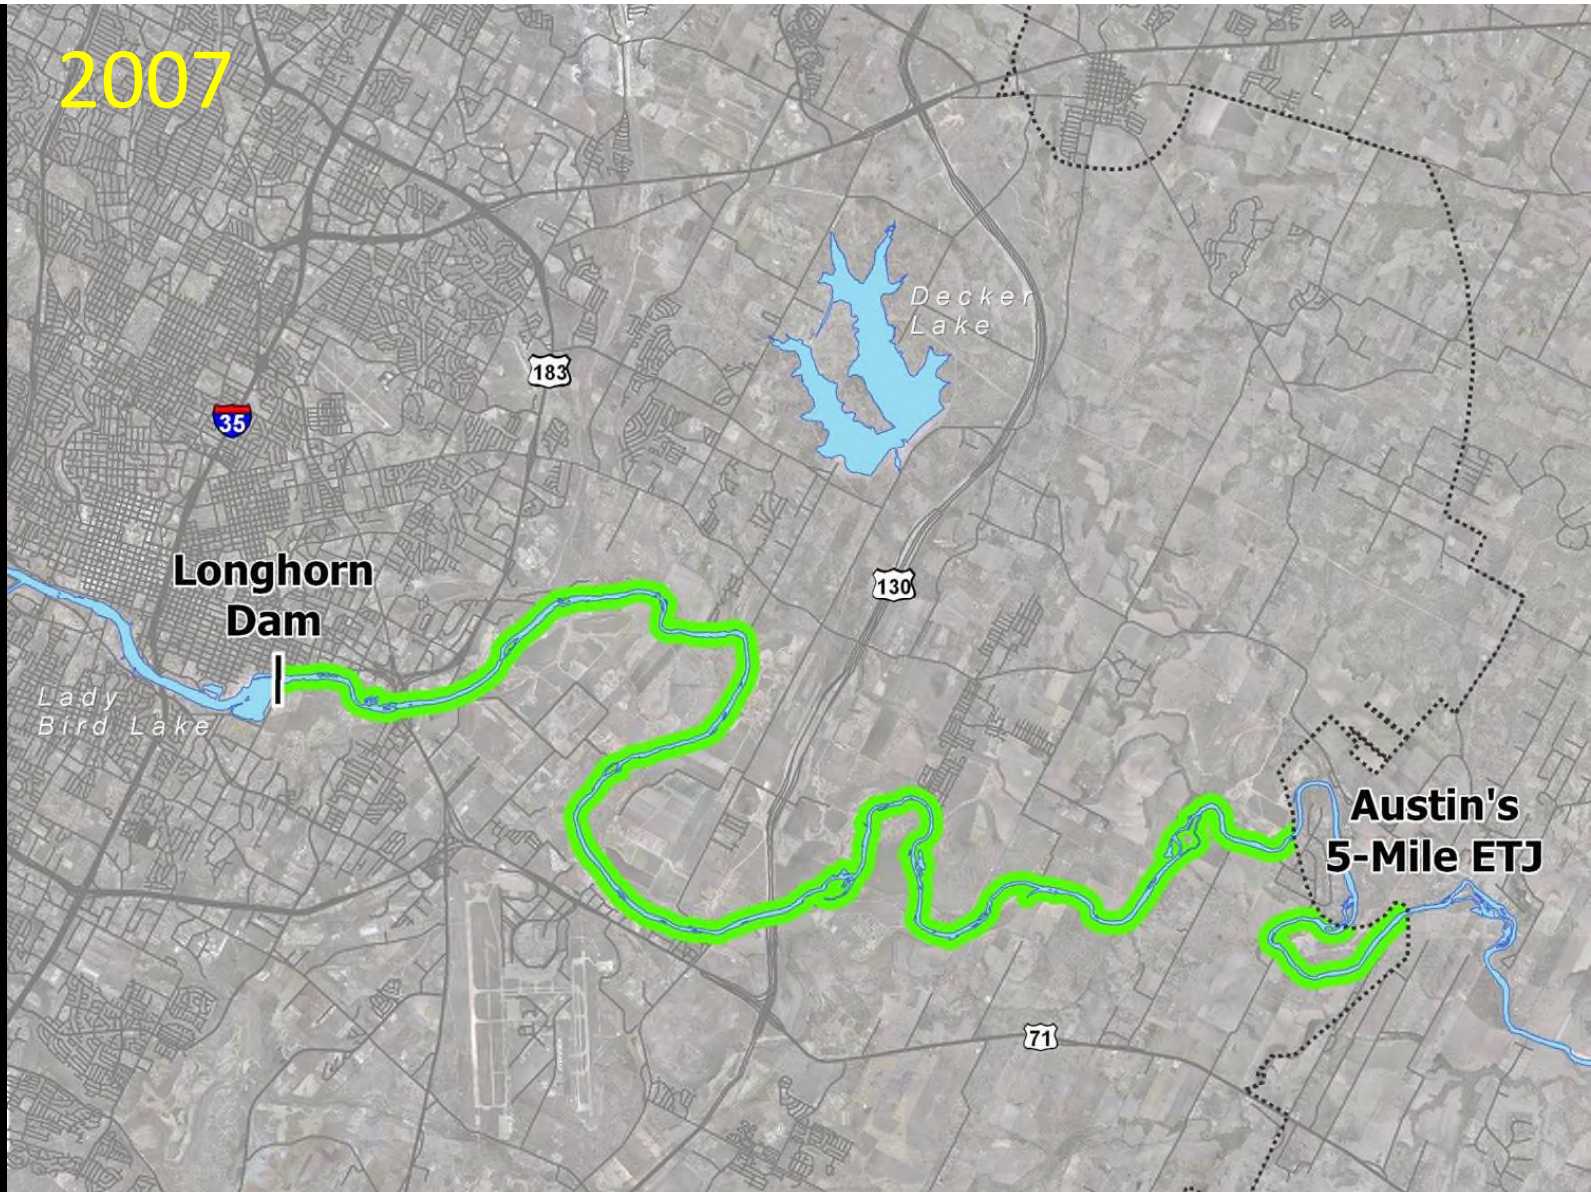 2007
Decker
Lake
183
35
Longhorn
Dam
130
Lady
Bird Lake
Austin's
5-Mile ETJ
71